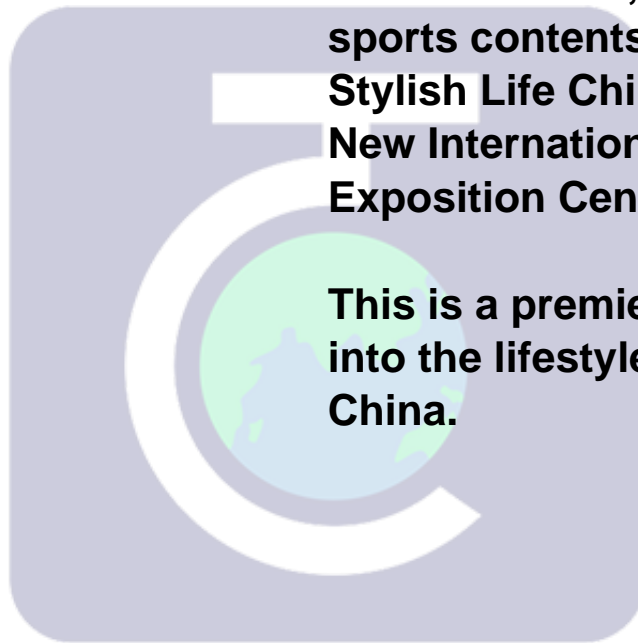 sports contents
Stylish Life Chi
New Internation
Exposition Cen
This is a premie
into the lifestyle
China.